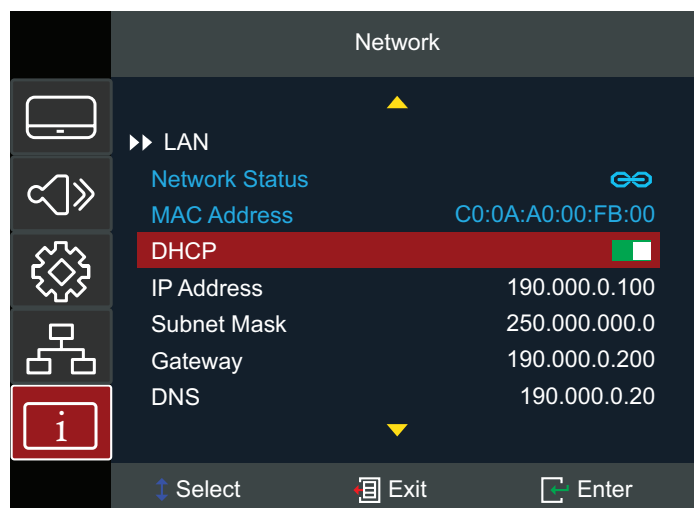 Network
LAN
Network Status
MAC Address C0:0A:A0:00:FB:00
DHCP
IP Address 190.000.0.100
Subnet Mask 250.000.000.0
Gateway 190.000.0.200
DNS 190.000.0.20
i
Select Exit Enter